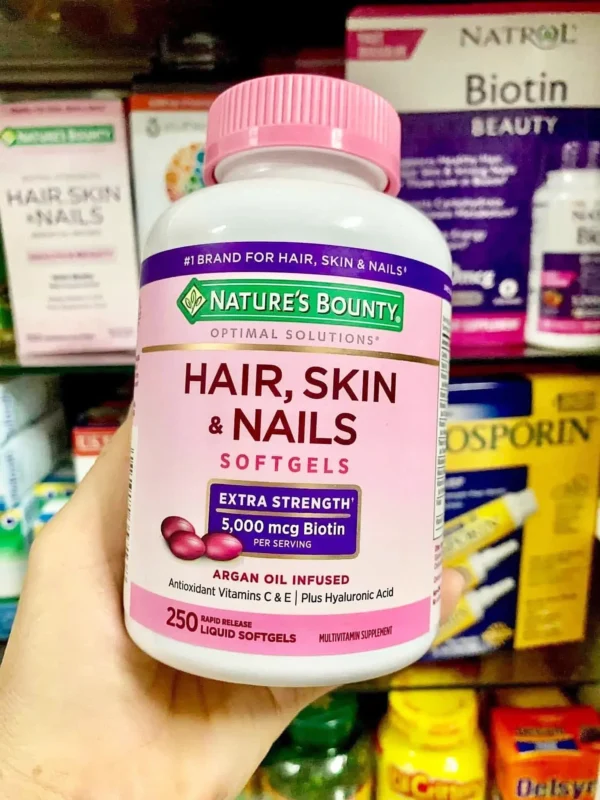 #1 BRAND FOR HAIR, SKIN & NAILS
NATURE'S BOUNTY®
OPTIMAL SOLUTIONS®
HAIR, SKIN
& NAILS
SOFTGELS
EXTRA STRENGTH†
5,000 mcg Biotin
PER SERVING
ARGAN OIL INFUSED
Antioxidant Vitamins C & E | Plus Hyaluronic Acid
250 RAPID RELEASE
LIQUID SOFTGELS
MULTIVITAMIN SUPPLEMENT
NATURE'S BOUNTY
HAIR, SKIN
& NAILS
NATROL
Biotin
BEAUTY
OSPORIN
Delsy